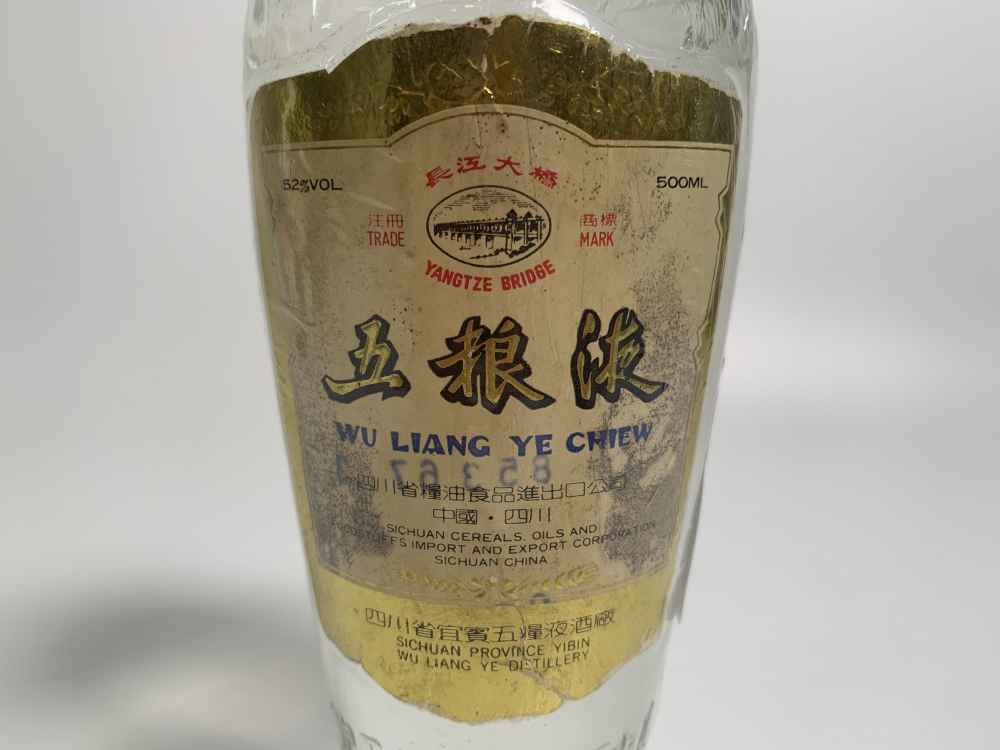 52%VOL
長江大橋
500ML
注冊
TRADE
商標
MARK
YANGTZE BRIDGE
五粮液
WU LIANG YE CHIEW
四川省糧油食品進出口公司
中國·四川
SICHUAN CEREALS, OILS AND
FOODSTUFFS IMPORT AND EXPORT CORPORATION
SICHUAN CHINA
四川省宜賓五糧液酒廠
SICHUAN PROVINCE YIBIN
WU LIANG YE DISTILLERY